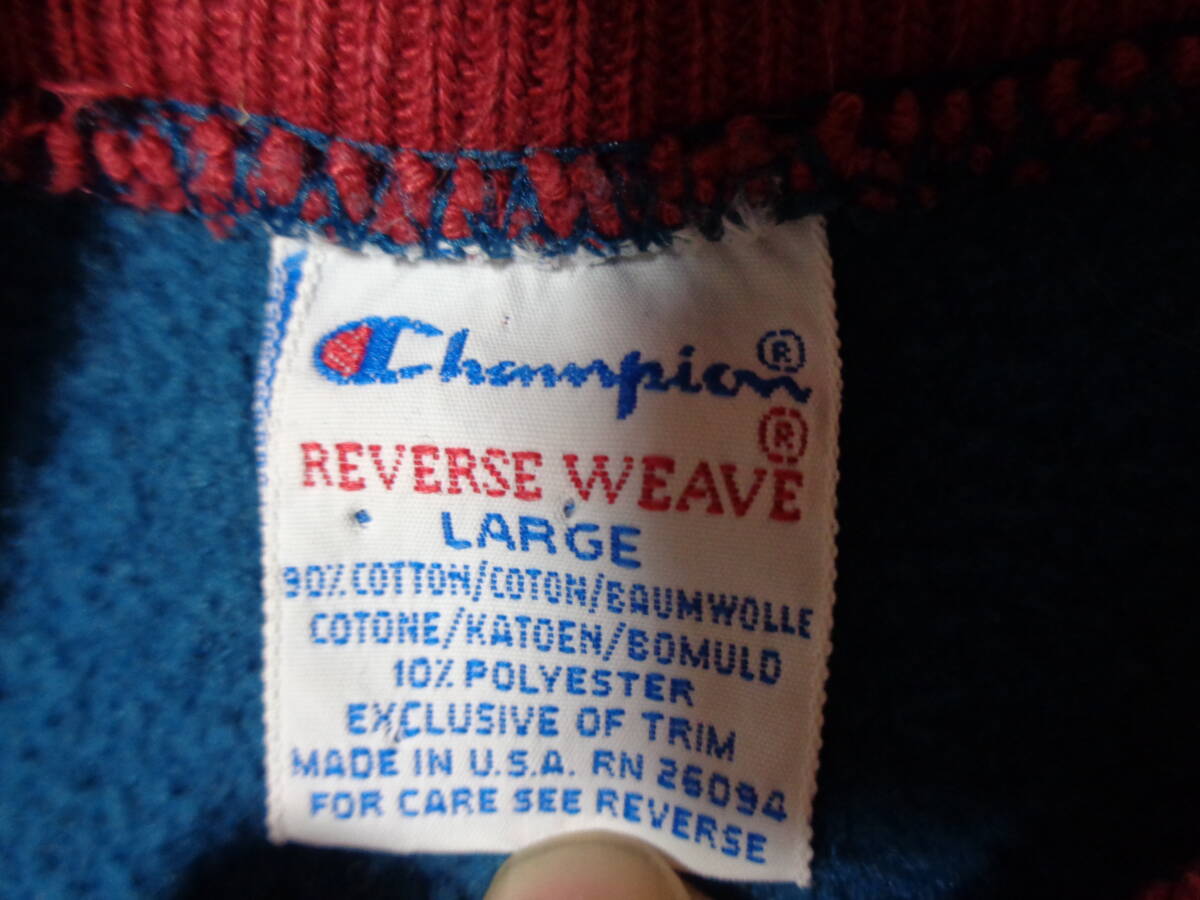 Champion®
REVERSE WEAVE®
LARGE
90% COTTON/COTON/BAUMWOLLE
COTONE/KATOEN/BOMULD
10% POLYESTER
EXCLUSIVE OF TRIM
MADE IN U.S.A. RN 26094
FOR CARE SEE REVERSE